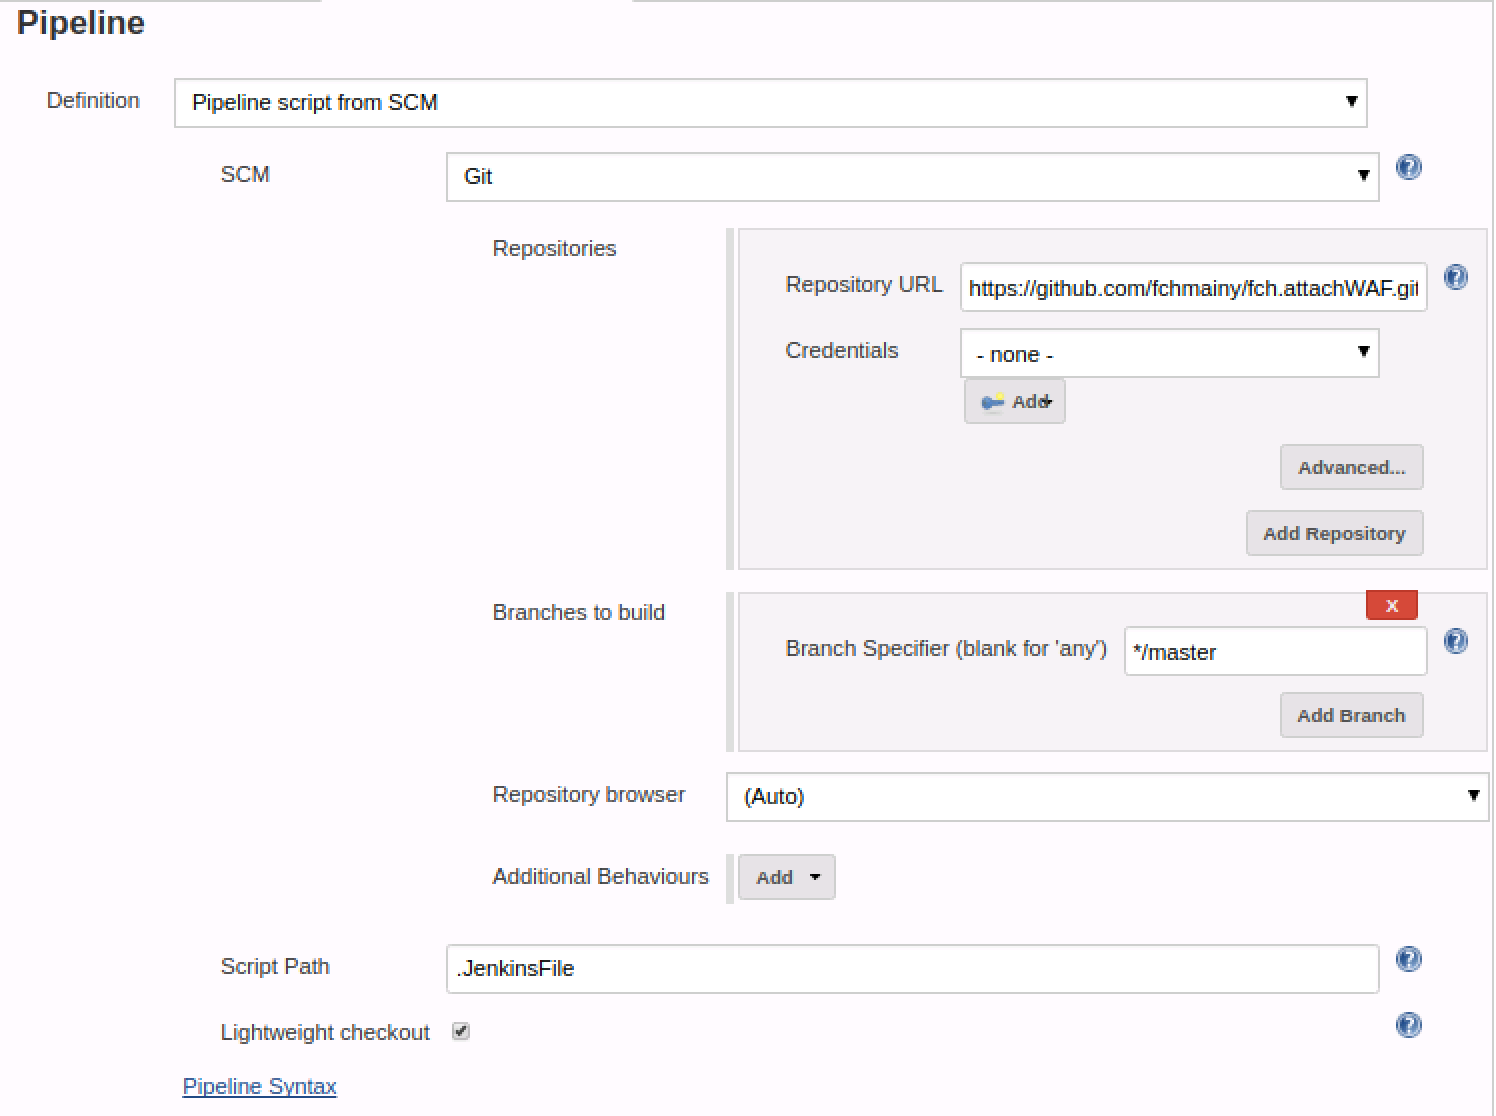 Pipeline
Definition Pipeline script from SCM
SCM Git
Repositories
Repository URL https://github.com/fchmainy/fch.attachWAF.git
Credentials - none -
Add
Advanced...
Add Repository
Branches to build
X
Branch Specifier (blank for 'any') */master
Add Branch
Repository browser (Auto)
Additional Behaviours Add
Script Path .JenkinsFile
Lightweight checkout
Pipeline Syntax